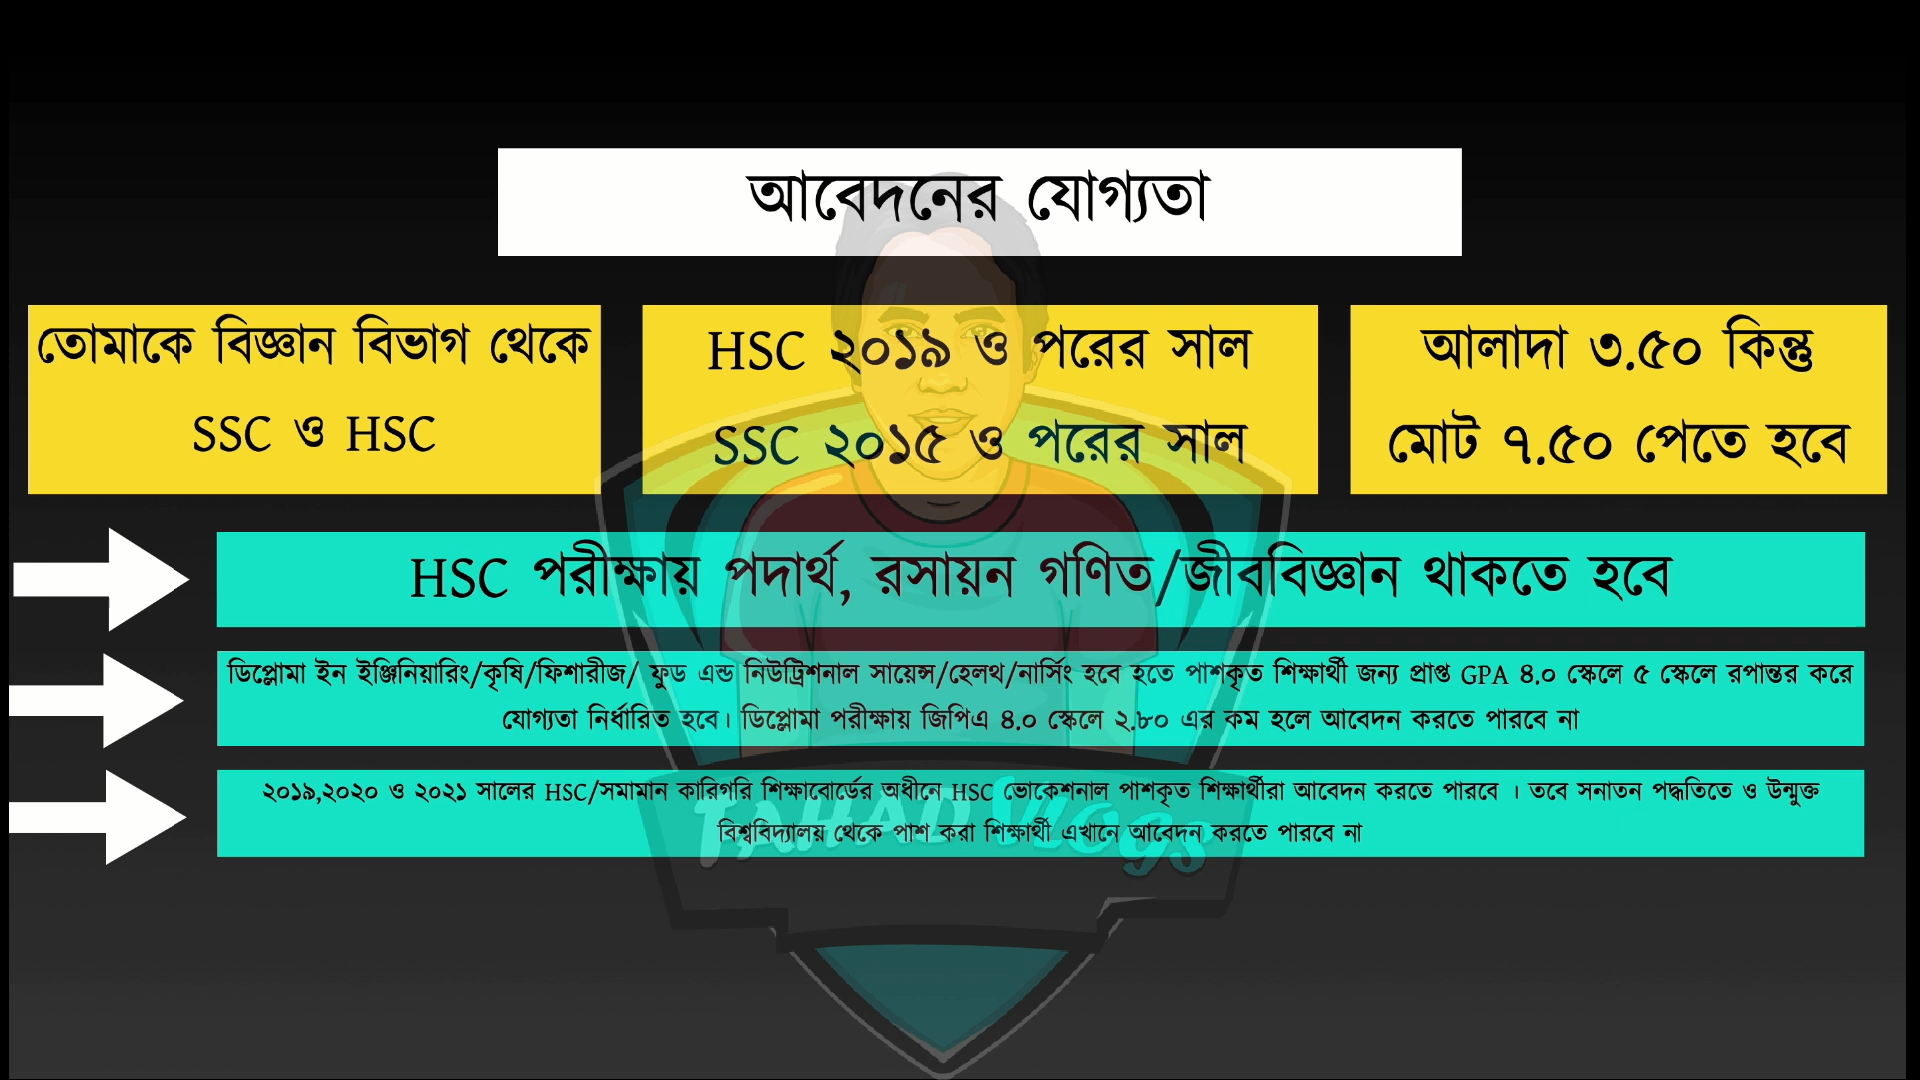 আবেদনের যোগ্যতা
তোমাকে বিজ্ঞান বিভাগ থেকে
SSC ও HSC
HSC ২০১৯ ও পরের সাল
SSC ২০১৫ ও পরের সাল
আলাদা ৩.৫০ কিন্তু
মোট ৭.৫০ পেতে হবে
HSC পরীক্ষায় পদার্থ, রসায়ন গণিত/জীববিজ্ঞান থাকতে হবে
ডিপ্লোমা ইন ইঞ্জিনিয়ারিং/কৃষি/ফিশারীজ/ ফুড এন্ড নিউট্রিশনাল সায়েন্স/হেলথ/নার্সিং হবে হতে পাশকৃত শিক্ষার্থী জন্য প্রাপ্ত GPA ৪.০ স্কেলে ৫ স্কেলে রপান্তর করে
যোগ্যতা নির্ধারিত হবে। ডিপ্লোমা পরীক্ষায় জিপিএ ৪.০ স্কেলে ২.৮০ এর কম হলে আবেদন করতে পারবে না
২০১৯,২০২০ ও ২০২১ সালের HSC/সমামান কারিগরি শিক্ষাবোর্ডের অধীনে HSC ভোকেশনাল পাশকৃত শিক্ষার্থীরা আবেদন করতে পারবে । তবে সনাতন পদ্ধতিতে ও উন্মুক্ত
বিশ্ববিদ্যালয় থেকে পাশ করা শিক্ষার্থী এখানে আবেদন করতে পারবে না
FAHAD Vlogs